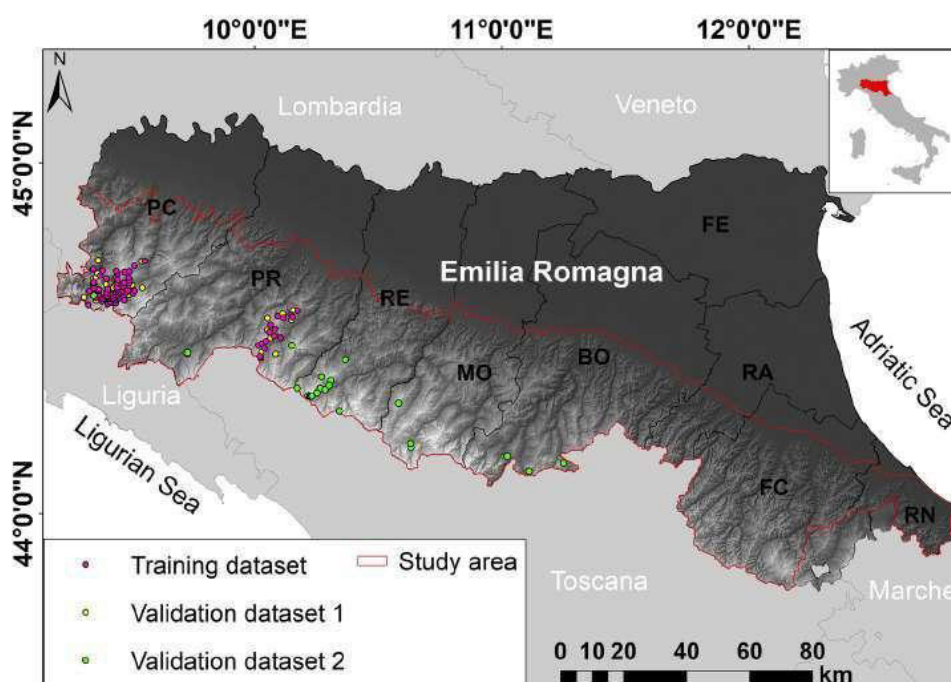 10°0'0"E 11°0'0"E 12°0'0"E
N
Lombardia
Veneto
45°0'0"N
PC
FE
PR
Emilia Romagna
RE
MO
BO
RA
Adriatic Sea
Liguria
Ligurian Sea
FC
RN
44°0'0"N
Training dataset
Study area
Validation dataset 1
Validation dataset 2
Toscana
Marche
0 10 20 40 60 80
km